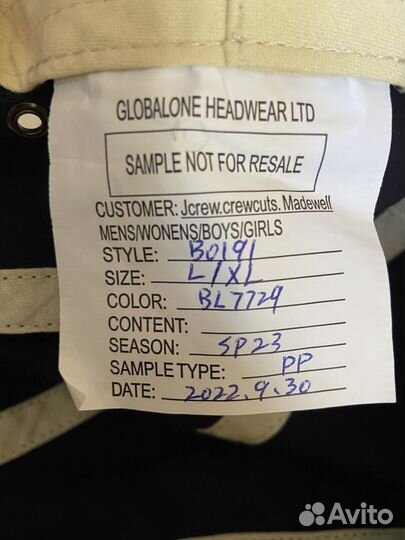 GLOBALONE HEADWEAR LTD
SAMPLE NOT FOR RESALE
CUSTOMER: Jcrew.crewcuts. Madewell
MENS/WONENS/BOYS/GIRLS
STYLE: B0191
SIZE: L/XL
COLOR: BL7729
CONTENT:
SEASON: SP23
SAMPLE TYPE: PP
DATE: 2022.9.30
Avito